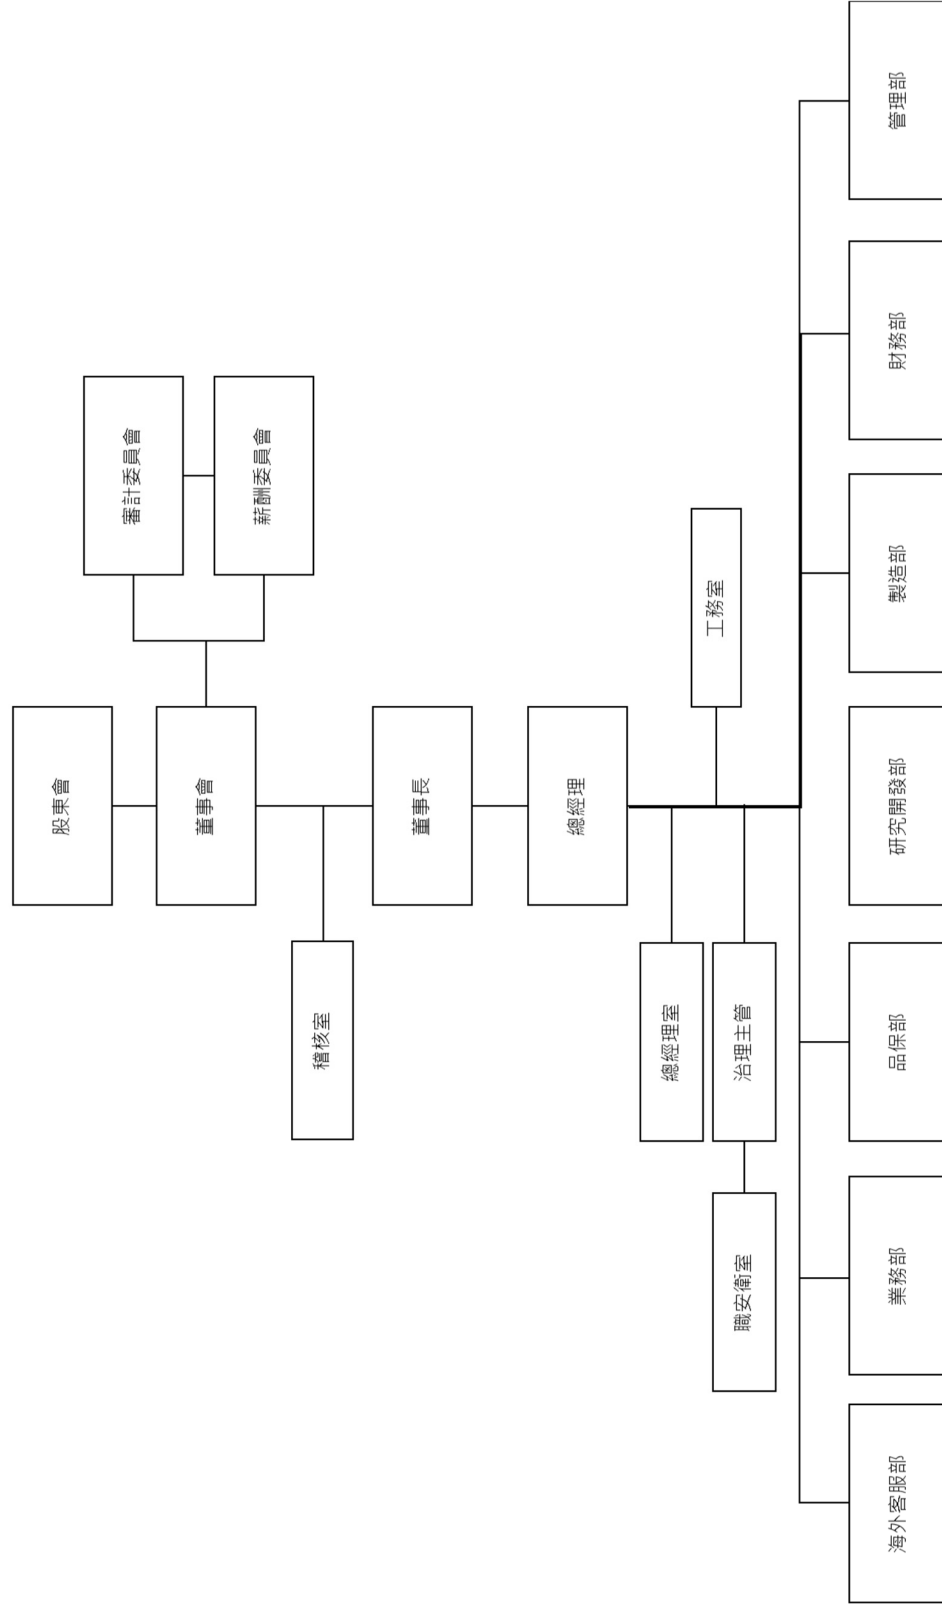 股東會
審計委員會
董事會
薪酬委員會
稽核室
董事長
總經理
總經理室
工務室
職安衛室
治理主管
海外客服部
業務部
品保部
研究開發部
製造部
財務部
管理部